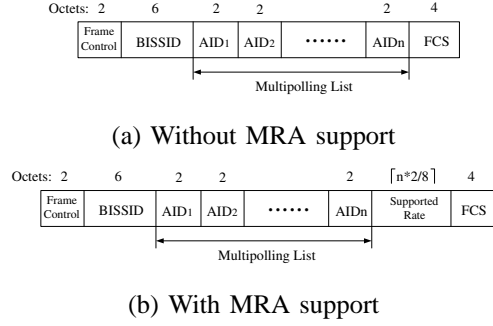 Octets: 2 6 2 2 2 4
Frame Control BISSID AID1 AID2 •••••• AIDn FCS
Multipolling List
(a) Without MRA support
Octets: 2 6 2 2 2 ⌈n*2/8⌉ 4
Frame Control BISSID AID1 AID2 •••••• AIDn Supported Rate FCS
Multipolling List
(b) With MRA support